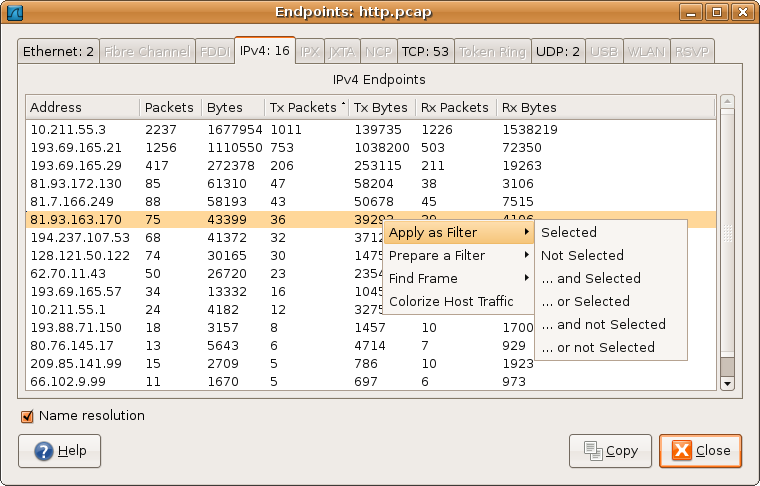 Endpoints: http.pcap
Ethernet: 2 Fibre Channel FDDI IPv4: 16 IPX JXTA NCP TCP: 53 Token Ring UDP: 2 USB WLAN RSVP
IPv4 Endpoints
Address Packets Bytes Tx Packets Tx Bytes Rx Packets Rx Bytes
10.211.55.3 2237 1677954 1011 139735 1226 1538219
193.69.165.21 1256 1110550 753 1038200 503 72350
193.69.165.29 417 272378 206 253115 211 19263
81.93.172.130 85 61310 47 58204 38 3106
81.7.166.249 88 58193 43 50678 45 7515
81.93.163.170 75 43399 36
194.237.107.53 68 41372 32 3712
128.121.50.122 74 30165 30 1475
62.70.11.43 50 26720 23 2354
193.69.165.57 34 13332 16 1045
10.211.55.1 24 4182 12 3275
193.88.71.150 18 3157 8 1457 10 1700
80.76.145.17 13 5643 6 4714 7 929
209.85.141.99 15 2709 5 786 10 1923
66.102.9.99 11 1670 5 697 6 973
Apply as Filter
Prepare a Filter
Find Frame
Colorize Host Traffic
Selected
Not Selected
... and Selected
... or Selected
... and not Selected
... or not Selected
Name resolution
Help Copy Close